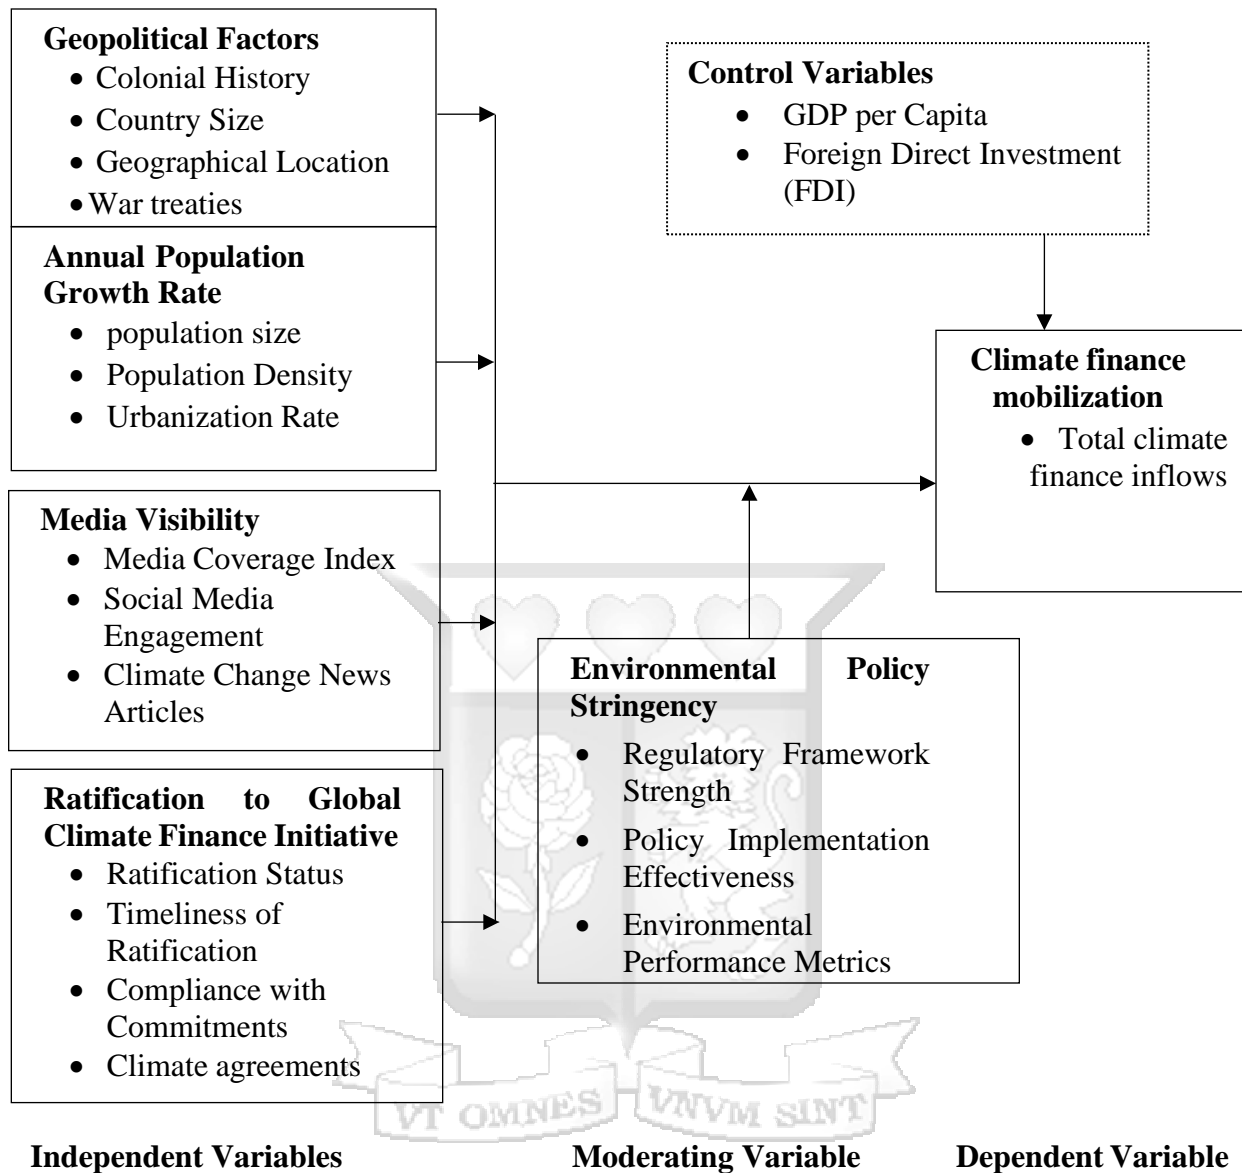 Geopolitical Factors
• Colonial History
• Country Size
• Geographical Location
• War treaties
Annual Population
Growth Rate
• population size
• Population Density
• Urbanization Rate
Media Visibility
• Media Coverage Index
• Social Media
Engagement
• Climate Change News
Articles
Ratification to Global
Climate Finance Initiative
• Ratification Status
• Timeliness of
Ratification
• Compliance with
Commitments
• Climate agreements
Control Variables
• GDP per Capita
• Foreign Direct Investment
(FDI)
Climate finance
mobilization
• Total climate
finance inflows
Environmental Policy
Stringency
• Regulatory Framework
Strength
• Policy Implementation
Effectiveness
• Environmental
Performance Metrics
VT OMNES VNVM SINT
Independent Variables
Moderating Variable
Dependent Variable